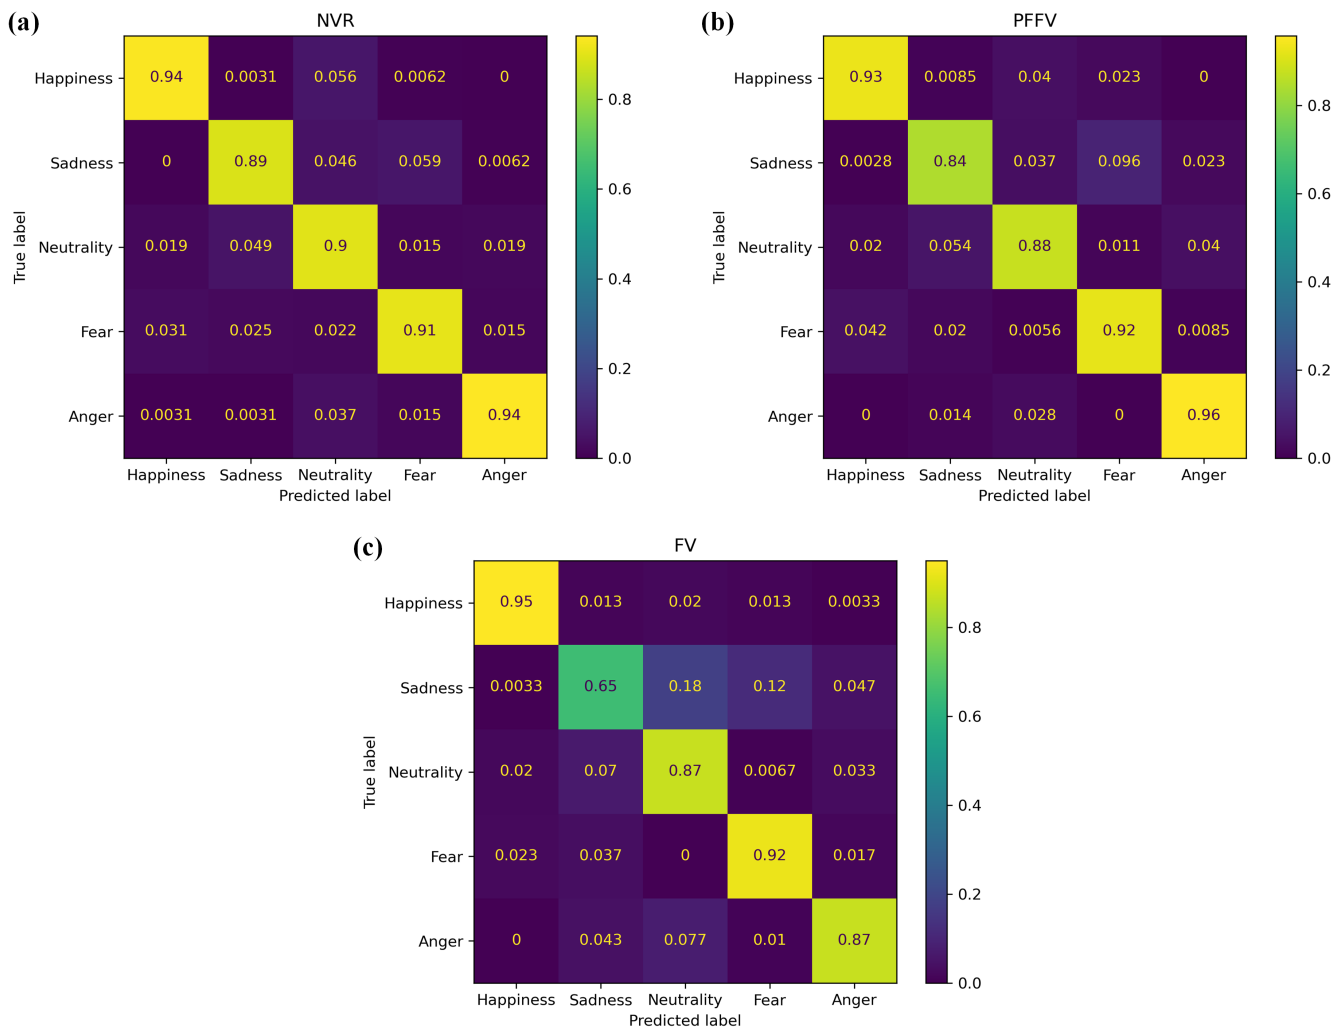 (a)
NVR
Happiness 0.94 0.0031 0.056 0.0062 0
Sadness 0 0.89 0.046 0.059 0.0062
Neutrality 0.019 0.049 0.9 0.015 0.019
Fear 0.031 0.025 0.022 0.91 0.015
Anger 0.0031 0.0031 0.037 0.015 0.94
True label
Happiness Sadness Neutrality Fear Anger
Predicted label
0.8
0.6
0.4
0.2
0.0
(b)
PFFV
Happiness 0.93 0.0085 0.04 0.023 0
Sadness 0.0028 0.84 0.037 0.096 0.023
Neutrality 0.02 0.054 0.88 0.011 0.04
Fear 0.042 0.02 0.0056 0.92 0.0085
Anger 0 0.014 0.028 0 0.96
True label
Happiness Sadness Neutrality Fear Anger
Predicted label
0.8
0.6
0.4
0.2
0.0
(c)
FV
Happiness 0.95 0.013 0.02 0.013 0.0033
Sadness 0.0033 0.65 0.18 0.12 0.047
Neutrality 0.02 0.07 0.87 0.0067 0.033
Fear 0.023 0.037 0 0.92 0.017
Anger 0 0.043 0.077 0.01 0.87
True label
Happiness Sadness Neutrality Fear Anger
Predicted label
0.8
0.6
0.4
0.2
0.0